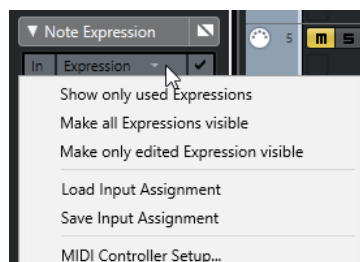 Note Expression
5
m S
In Expression
Show only used Expressions
Make all Expressions visible
Make only edited Expression visible
Load Input Assignment
Save Input Assignment
MIDI Controller Setup...